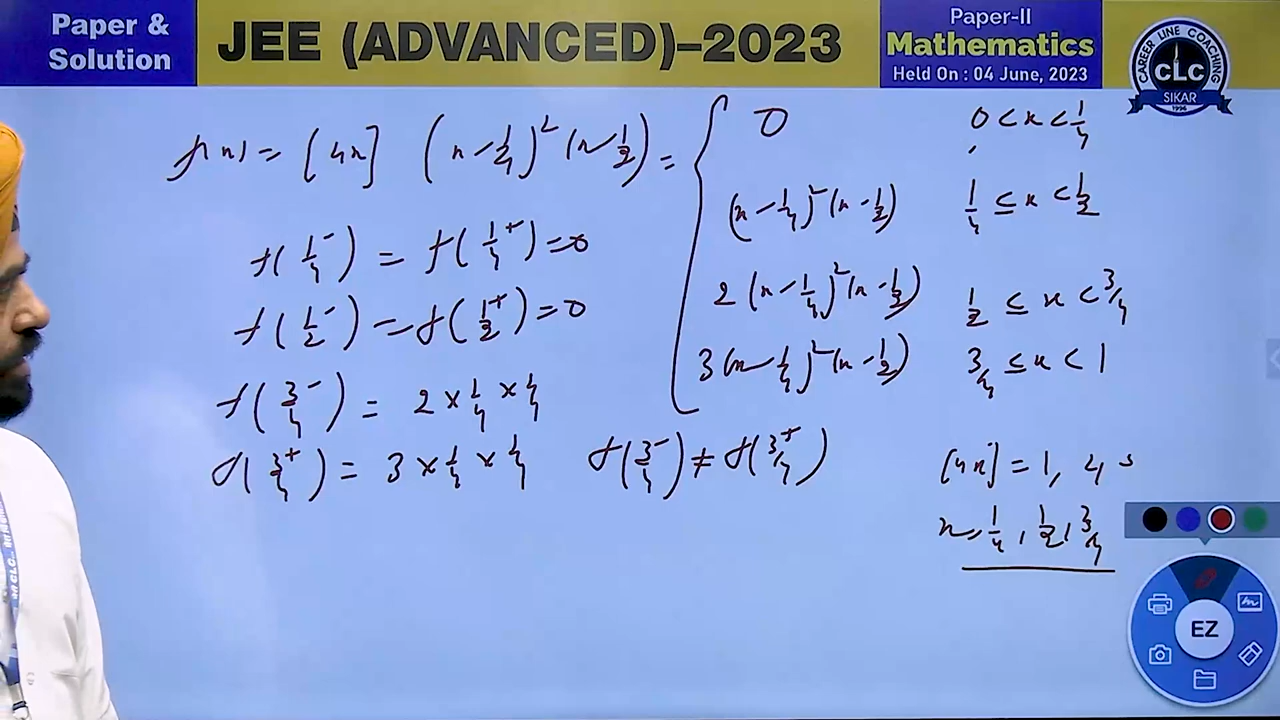 Paper &
Solution
JEE (ADVANCED)–2023
Paper-II
Mathematics
Held On : 04 June, 2023
CAREER LINE COACHING
CLC
SIKAR
1996
f(x) = [4x] (x - 1/4)² (x - 1/2) = {
0 0 < x < 1/4
(x - 1/4)² (x - 1/2) 1/4 ≤ x < 1/2
2 (x - 1/4)² (x - 1/2) 1/2 ≤ x < 3/4
3 (x - 1/4)² (x - 1/2) 3/4 ≤ x < 1
f(1/4⁻) = f(1/4⁺) = 0
f(1/2⁻) = f(1/2⁺) = 0
f(3/4⁻) = 2 × 1/4 × 1/4
f(3/4⁺) = 3 × 1/4 × 1/4 f(3/4⁻) ≠ f(3/4⁺)
[4x] = 1, 2, 3
x = 1/4, 1/2, 3/4
EZ